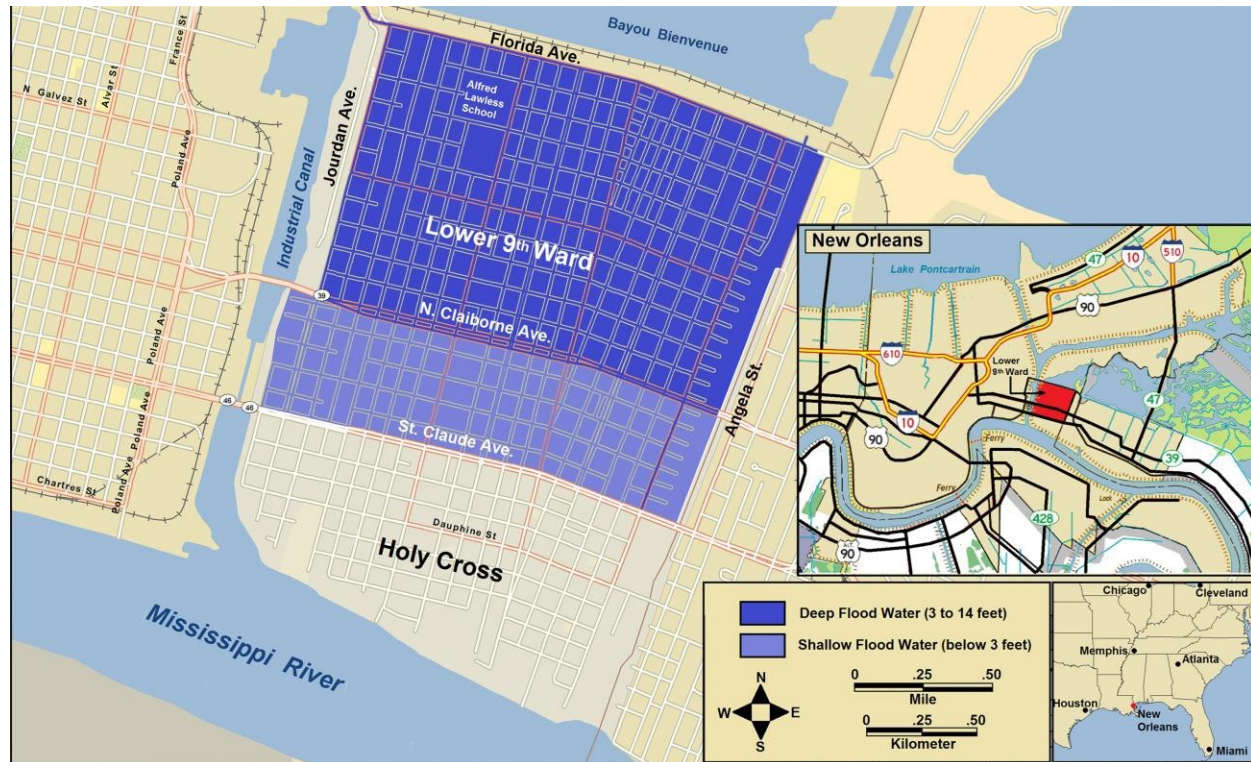 Bayou Bienvenue
Florida Ave.
France St
Alvar St
N Galvez St
Poland Ave
Alfred
Lawless
School
Jourdan Ave.
Industrial Canal
Lower 9th Ward
39
N. Claiborne Ave.
Angela St.
Poland Ave
46
46
St. Claude Ave.
Poland Ave
Poland Ave
Chartres St
Dauphine St
Holy Cross
Mississippi River
New Orleans
Lake Pontcartrain
47
10
510
90
610
Lower
9th Ward
47
10
90
39
Ferry
Ferry
Lock
428
ALT
90
Deep Flood Water (3 to 14 feet)
Shallow Flood Water (below 3 feet)
N
W E
S
0 .25 .50
Mile
0 .25 .50
Kilometer
Chicago
Cleveland
Memphis
Atlanta
Houston
New
Orleans
Miami